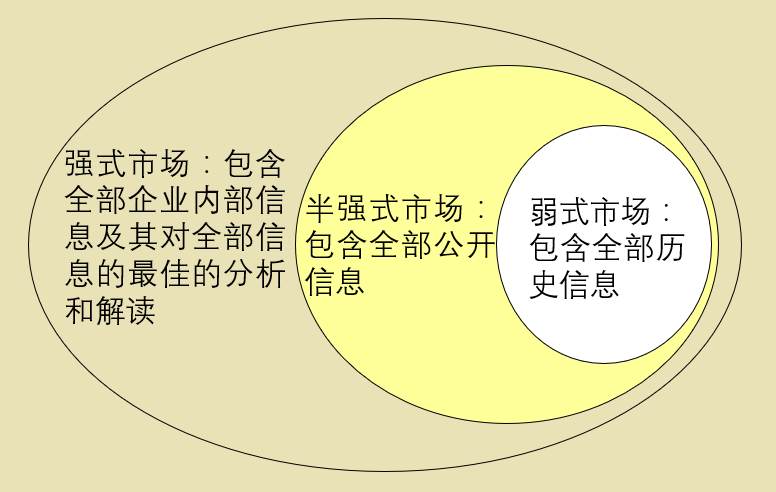 强式市场：包含
全部企业内部信
息及其对全部信
息的最佳的分析
和解读
半强式市场：
包含全部公开
信息
弱式市场：
包含全部历
史信息